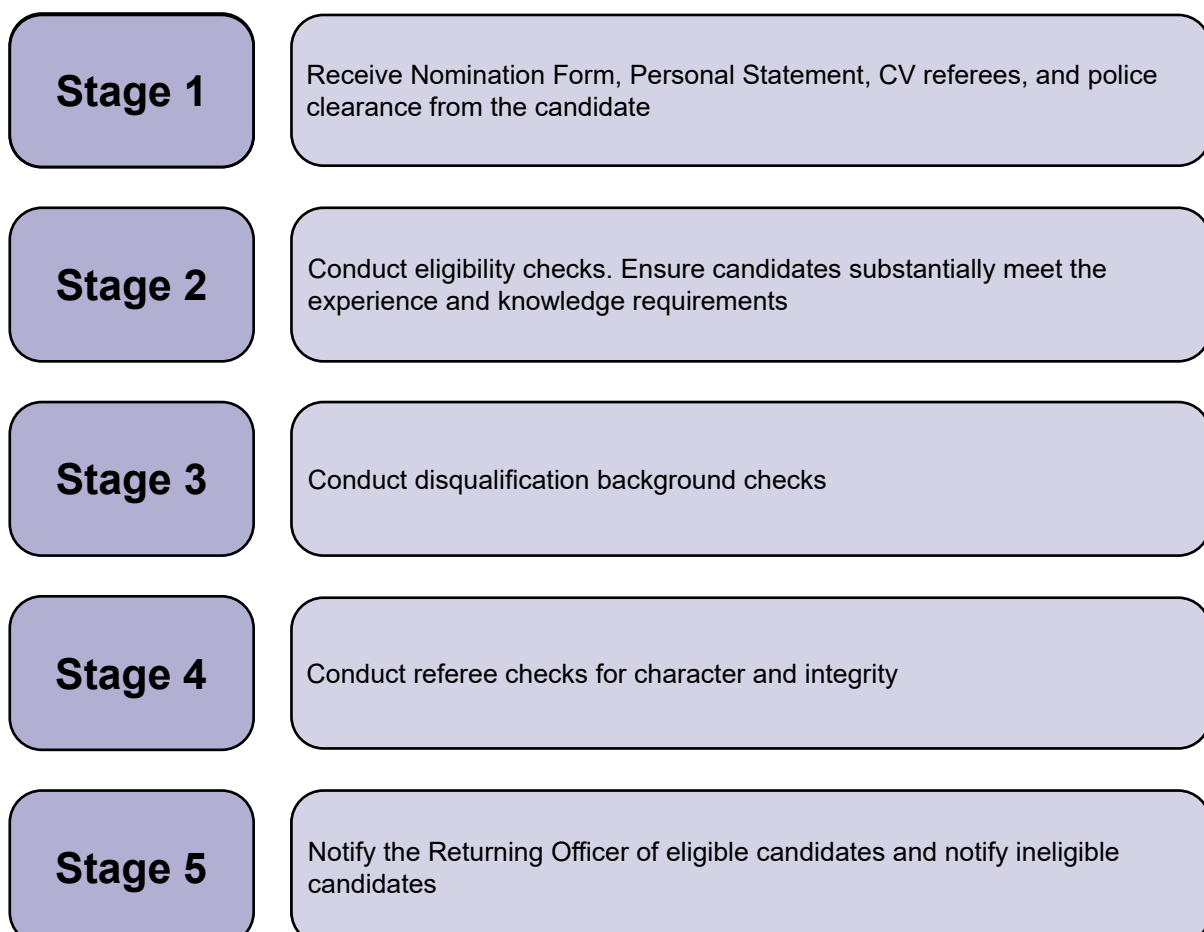 Stage 1
Receive Nomination Form, Personal Statement, CV referees, and police
clearance from the candidate
Stage 2
Conduct eligibility checks. Ensure candidates substantially meet the
experience and knowledge requirements
Stage 3
Conduct disqualification background checks
Stage 4
Conduct referee checks for character and integrity
Stage 5
Notify the Returning Officer of eligible candidates and notify ineligible
candidates